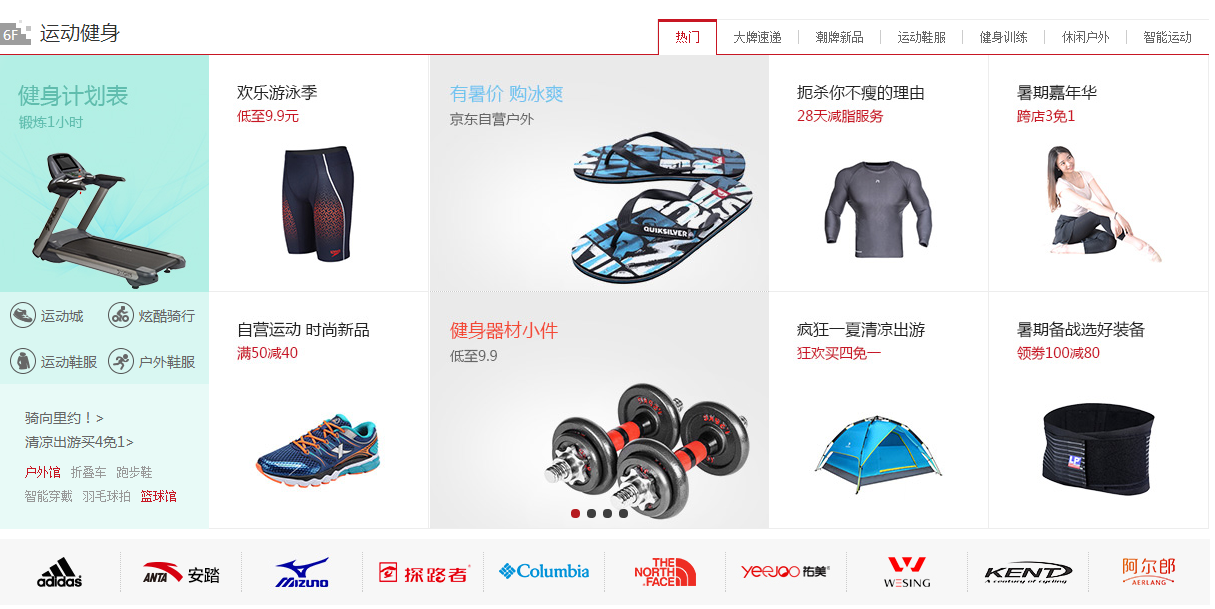 6F 运动健身
热门 大牌速递 潮牌新品 运动鞋服 健身训练 休闲户外 智能运动
健身计划表
锻炼1小时
运动城 炫酷骑行
运动鞋服 户外鞋服
骑向里约！>
清凉出游买4免1>
户外馆 折叠车 跑步鞋
智能穿戴 羽毛球拍 篮球馆
欢乐游泳季
低至9.9元
有暑价 购冰爽
京东自营户外
QUIKSILVER
扼杀你不瘦的理由
28天减脂服务
暑期嘉年华
跨店3免1
自营运动 时尚新品
满50减40
健身器材小件
低至9.9
疯狂一夏清凉出游
狂欢买四免一
暑期备战选好装备
领券100减80
LP
adidas
ANTA 安踏
MIZUNO
探路者
Columbia
THE NORTH FACE
yeejoo 祐美
WESING
KENT
A century of cycling
阿尔郎
AERLANG